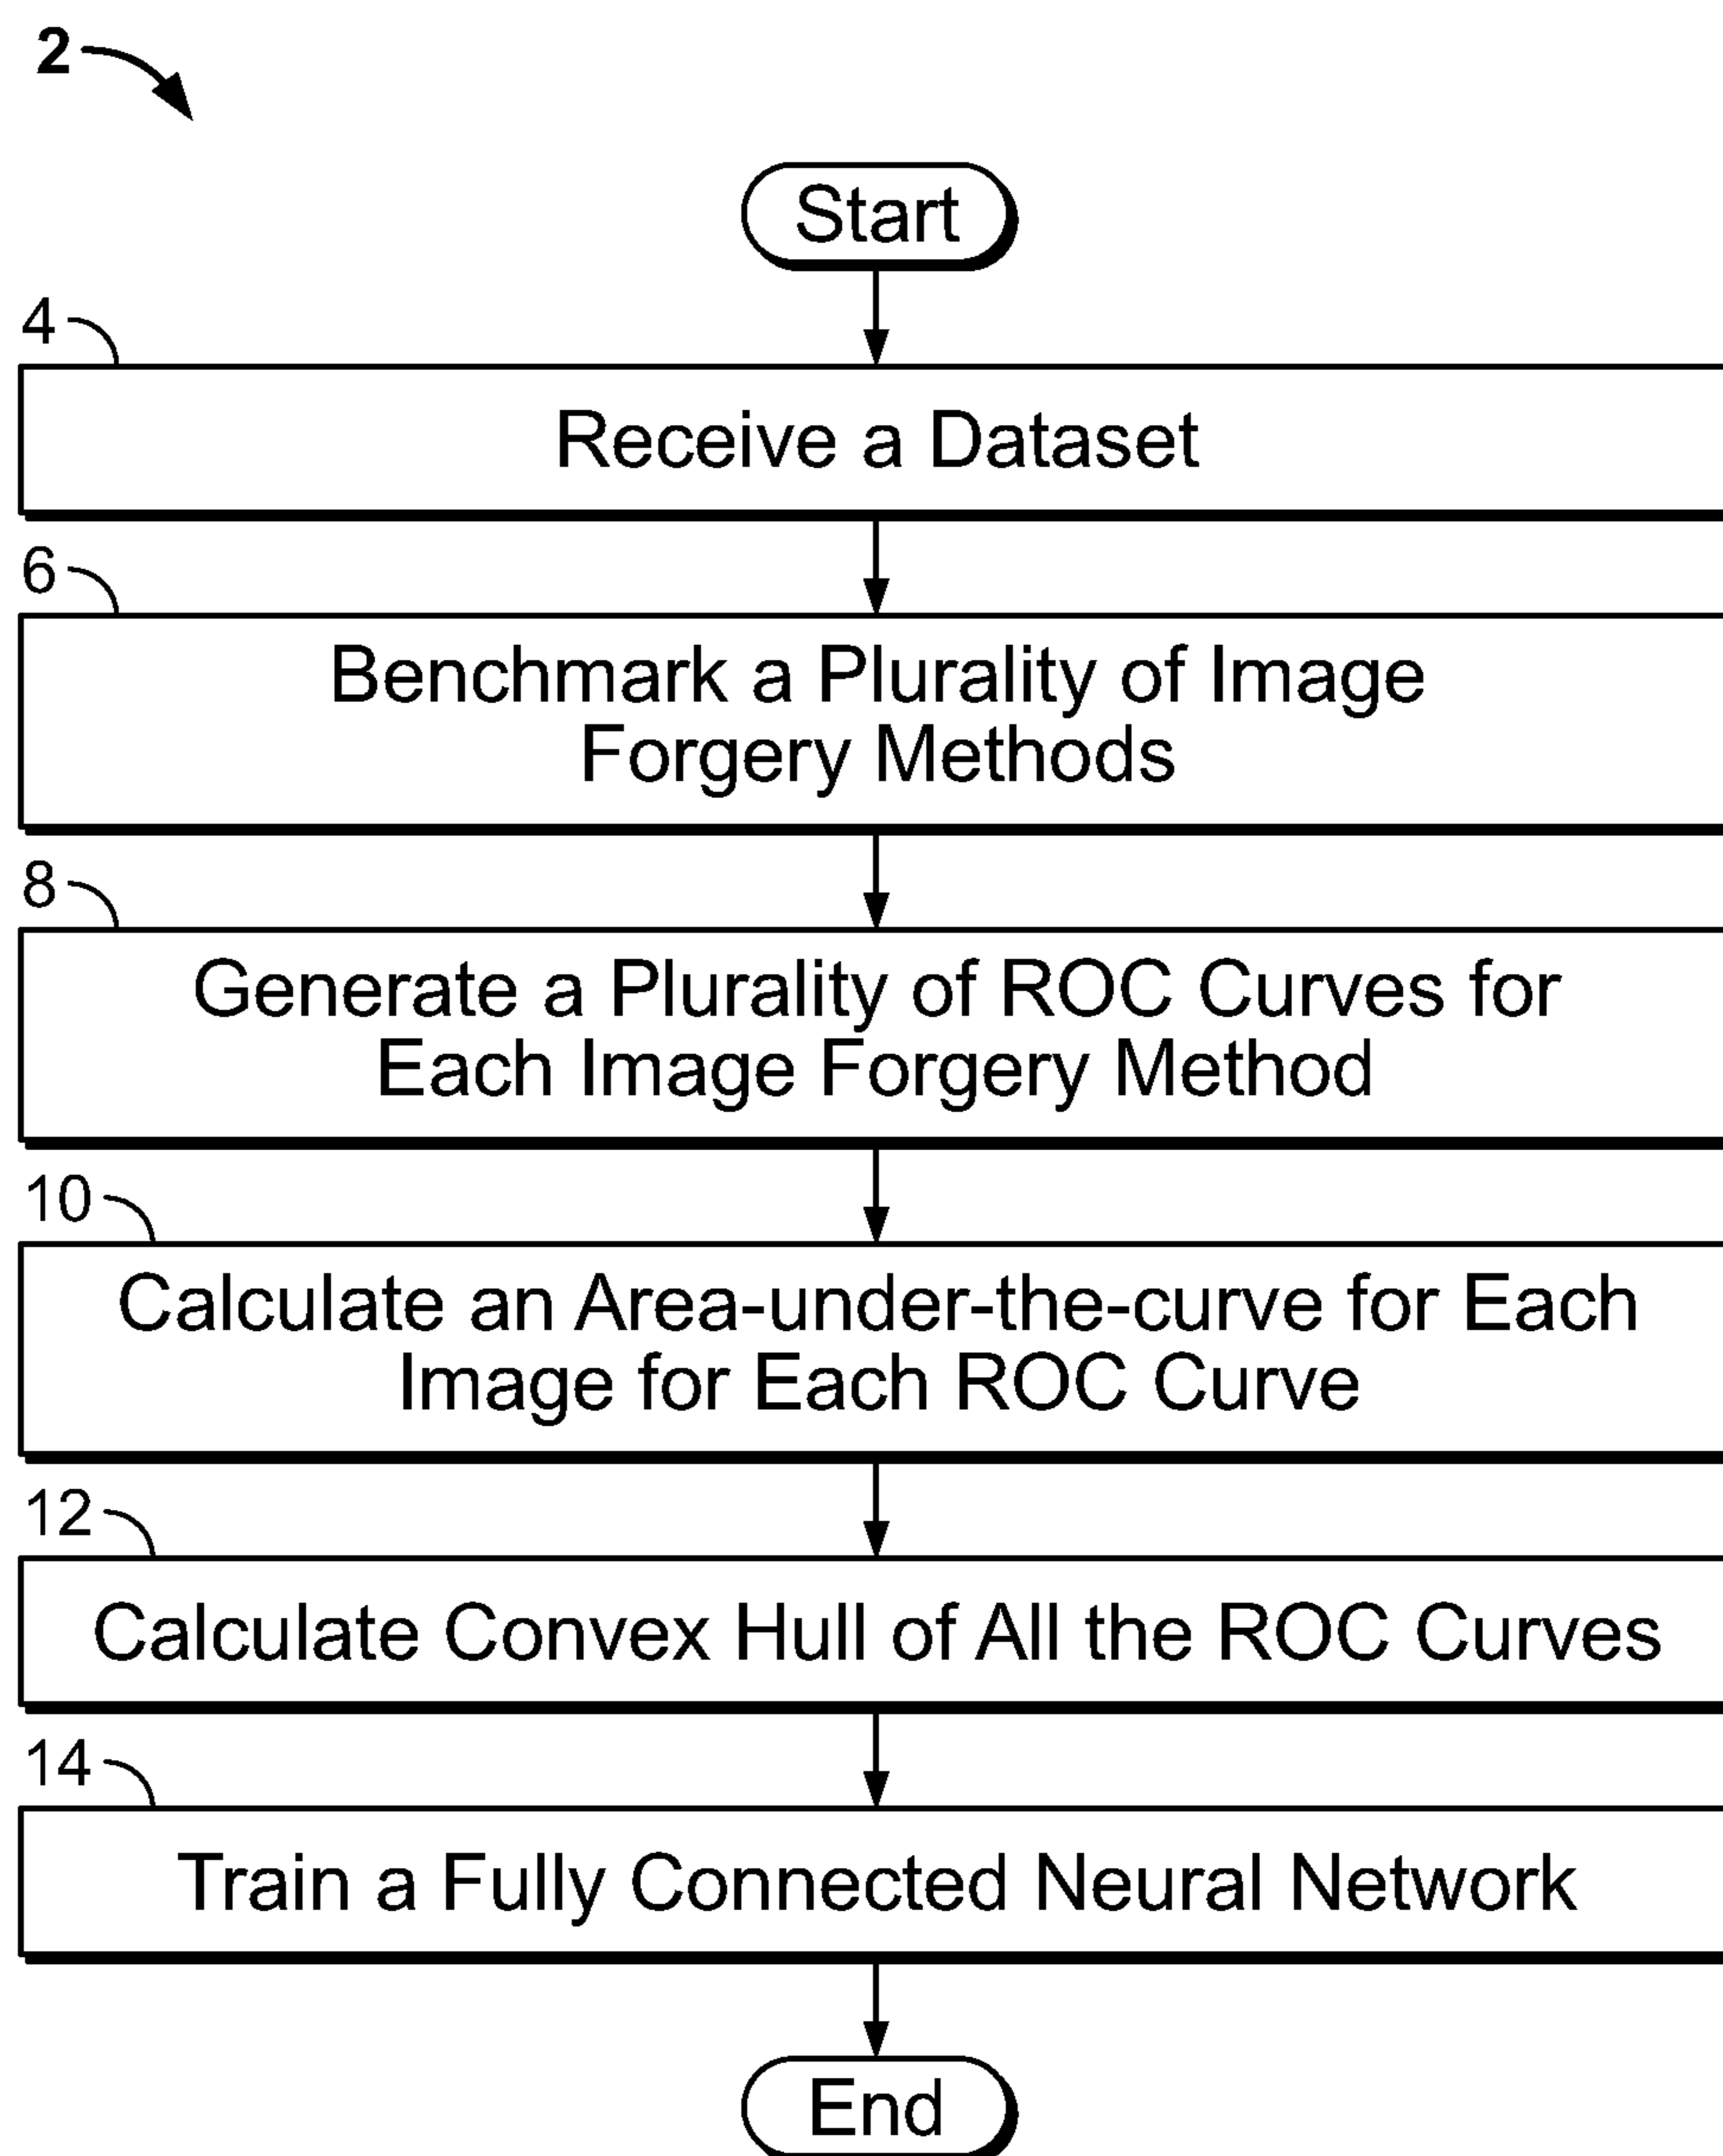 2
Start
4
Receive a Dataset
6
Benchmark a Plurality of Image
Forgery Methods
8
Generate a Plurality of ROC Curves for
Each Image Forgery Method
10
Calculate an Area-under-the-curve for Each
Image for Each ROC Curve
12
Calculate Convex Hull of All the ROC Curves
14
Train a Fully Connected Neural Network
End